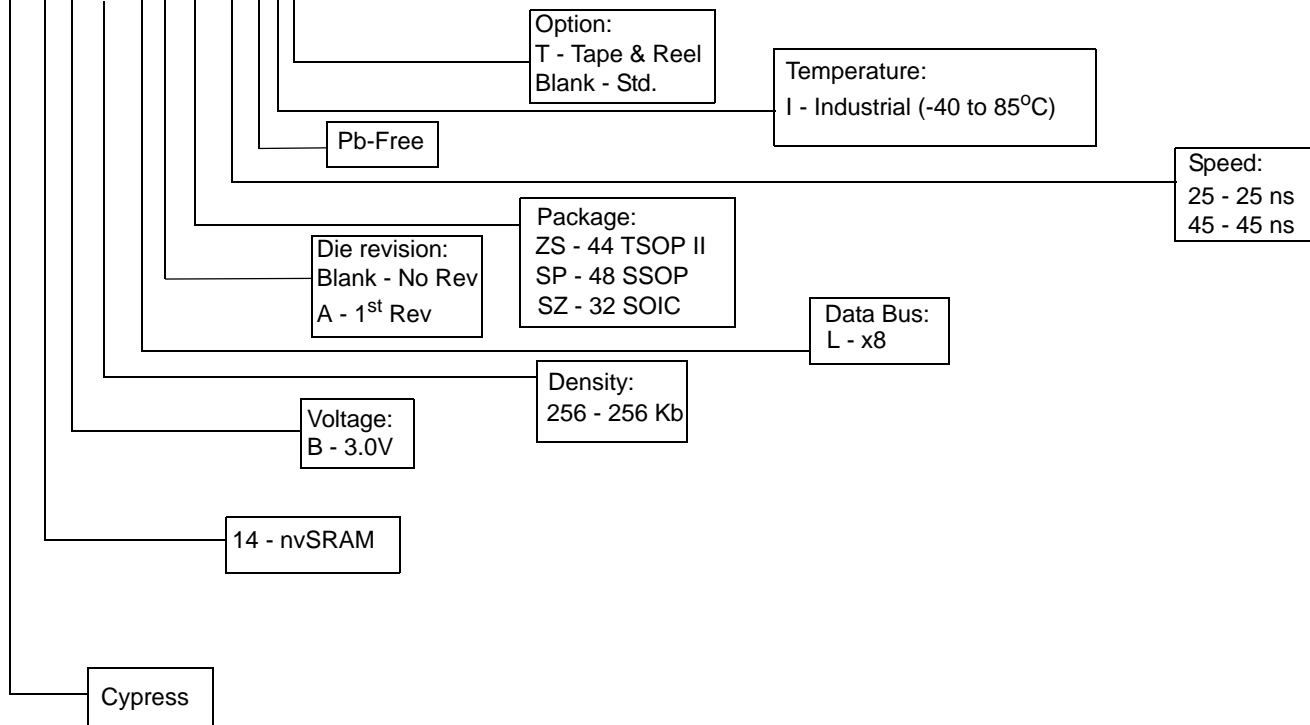 Option:
T - Tape & Reel
Blank - Std.
Temperature:
I - Industrial (-40 to 85°C)
Pb-Free
Speed:
25 - 25 ns
45 - 45 ns
Package:
ZS - 44 TSOP II
SP - 48 SSOP
SZ - 32 SOIC
Die revision:
Blank - No Rev
A - 1st Rev
Data Bus:
L - x8
Density:
256 - 256 Kb
Voltage:
B - 3.0V
14 - nvSRAM
Cypress